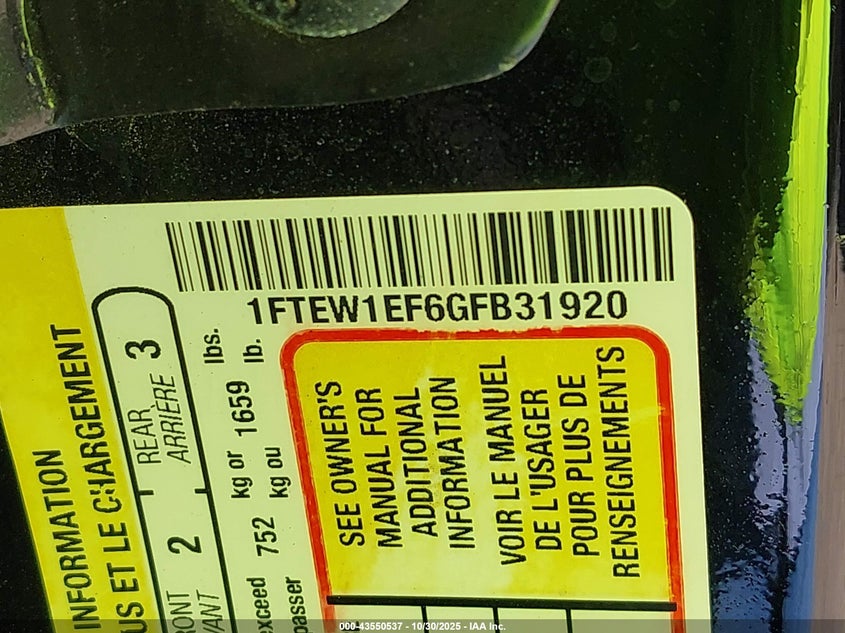 1FTEW1EF6GFB31920
INFORMATION
US ET LE CHARGEMENT
REAR 3
ARRIÈRE
2
exceed 752 kg or 1659 lbs.
passer kg ou lb.
SEE OWNER'S
MANUAL FOR
ADDITIONAL
INFORMATION
VOIR LE MANUEL
DE L'USAGER
POUR PLUS DE
RENSEIGNEMENTS
000-43550537 - 10/30/2025 - IAA Inc.